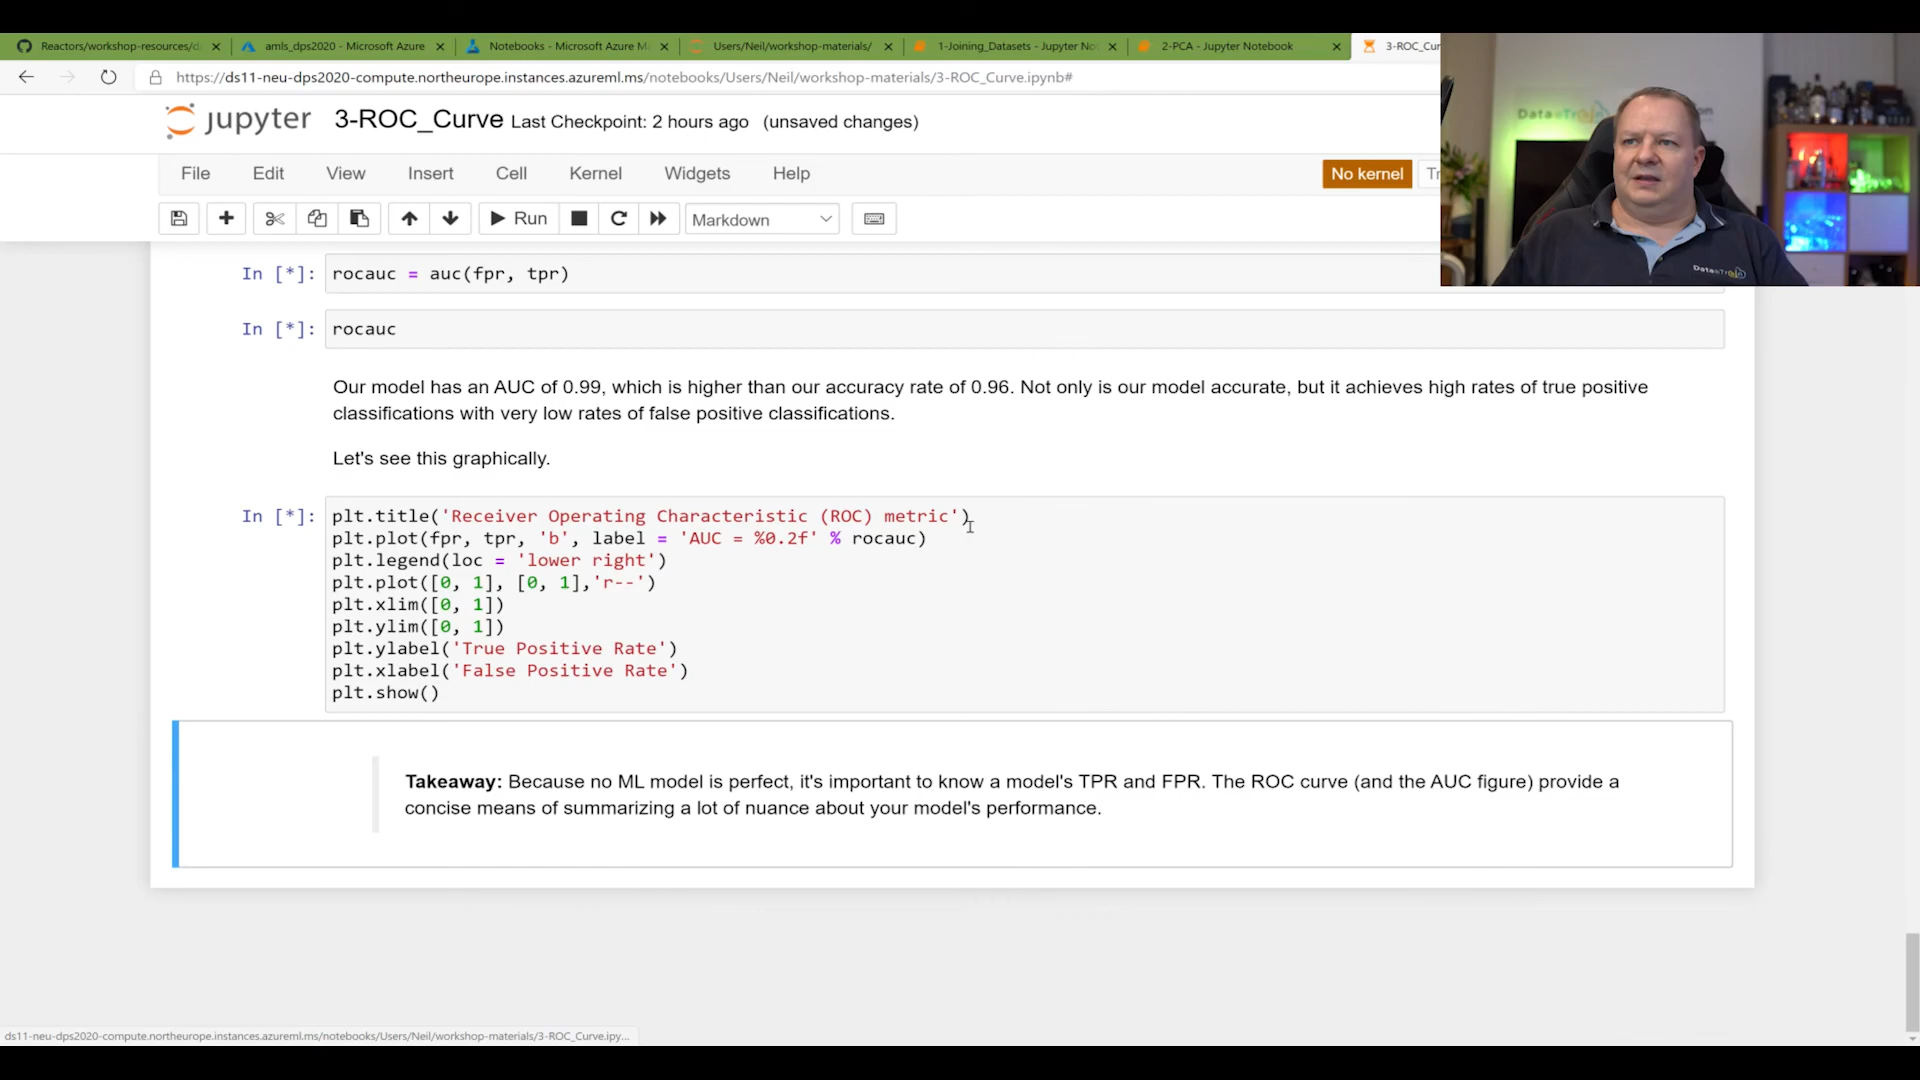 Reactors/workshop-resources/d
amls_dps2020 - Microsoft Azure
Notebooks - Microsoft Azure M
Users/Neil/workshop-materials/
1-Joining_Datasets - Jupyter No
2-PCA - Jupyter Notebook
3-ROC_Cur
https://ds11-neu-dps2020-compute.northeurope.instances.azureml.ms/notebooks/Users/Neil/workshop-materials/3-ROC_Curve.ipynb#
jupyter 3-ROC_Curve Last Checkpoint: 2 hours ago (unsaved changes)
File Edit View Insert Cell Kernel Widgets Help No kernel Tr
Run Markdown
In [*]: rocauc = auc(fpr, tpr)
In [*]: rocauc
Our model has an AUC of 0.99, which is higher than our accuracy rate of 0.96. Not only is our model accurate, but it achieves high rates of true positive
classifications with very low rates of false positive classifications.
Let's see this graphically.
In [*]: plt.title('Receiver Operating Characteristic (ROC) metric')
plt.plot(fpr, tpr, 'b', label = 'AUC = %0.2f' % rocauc)
plt.legend(loc = 'lower right')
plt.plot([0, 1], [0, 1],'r--')
plt.xlim([0, 1])
plt.ylim([0, 1])
plt.ylabel('True Positive Rate')
plt.xlabel('False Positive Rate')
plt.show()
Takeaway: Because no ML model is perfect, it's important to know a model's TPR and FPR. The ROC curve (and the AUC figure) provide a
concise means of summarizing a lot of nuance about your model's performance.
ds11-neu-dps2020-compute.northeurope.instances.azureml.ms/notebooks/Users/Neil/workshop-materials/3-ROC_Curve.ipy...